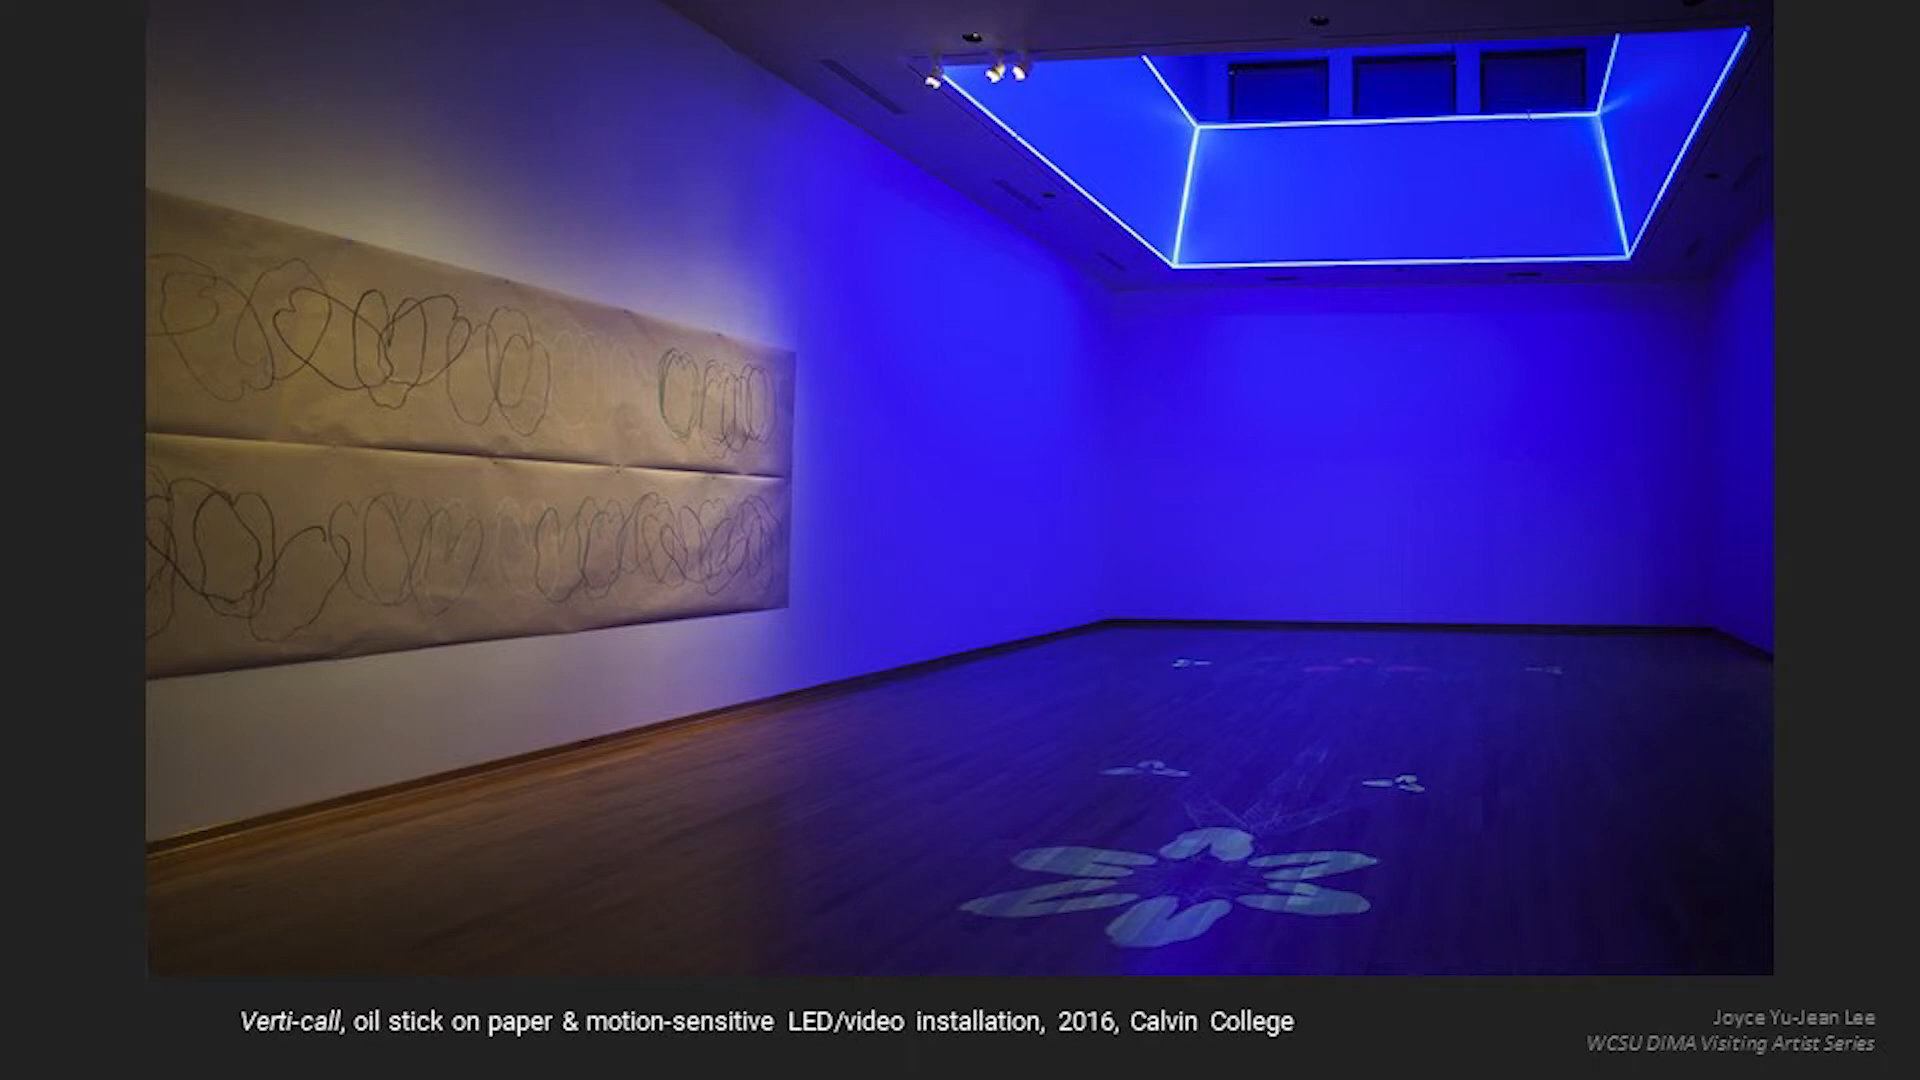 Verti-call, oil stick on paper & motion-sensitive LED/video installation, 2016, Calvin College
Joyce Yu-Jean Lee
WCSU DIMA Visiting Artist Series